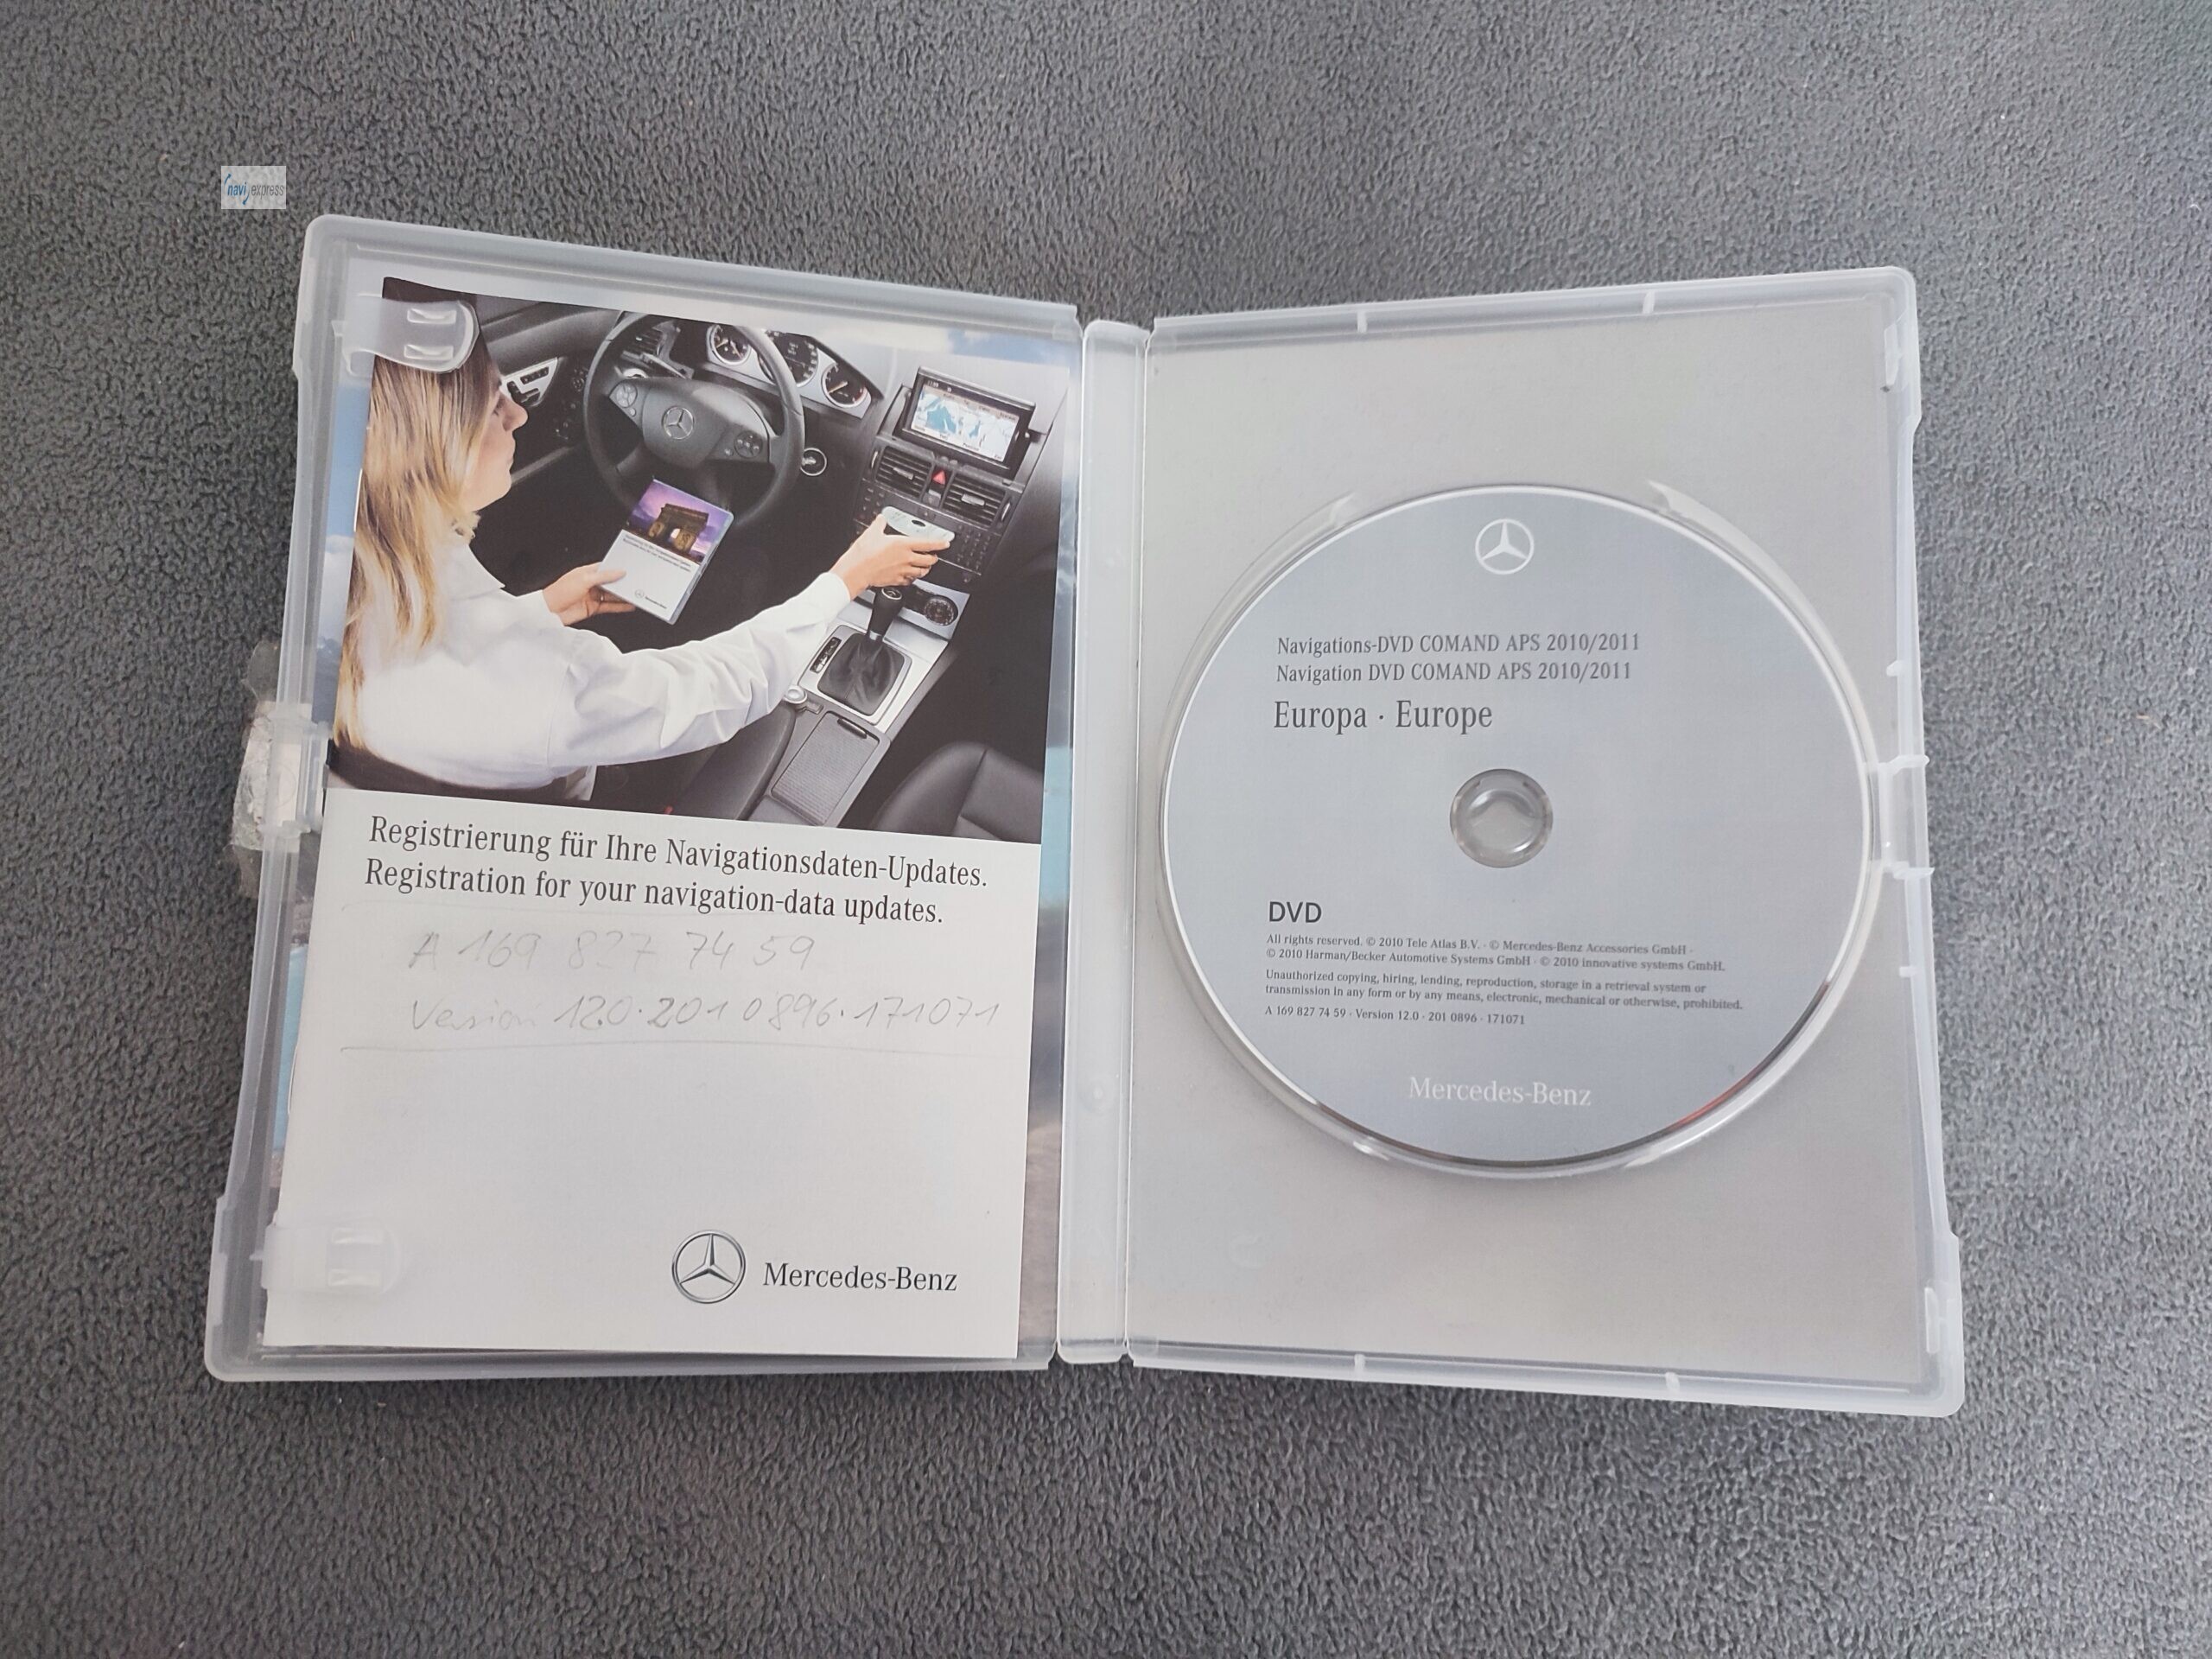 navi express
Registrierung für Ihre Navigationsdaten-Updates.
Registration for your navigation-data updates.
A 169 827 74 59
Version 12.0.201 0896.171071
Mercedes-Benz
Navigations-DVD COMAND APS 2010/2011
Navigation DVD COMAND APS 2010/2011
Europa · Europe
DVD
All rights reserved. © 2010 Tele Atlas B.V. · © Mercedes-Benz Accessories GmbH ·
© 2010 Harman/Becker Automotive Systems GmbH · © 2010 innovative systems GmbH.
Unauthorized copying, hiring, lending, reproduction, storage in a retrieval system or
transmission in any form or by any means, electronic, mechanical or otherwise, prohibited.
A 169 827 74 59 · Version 12.0 · 201 0896 · 171071
Mercedes-Benz